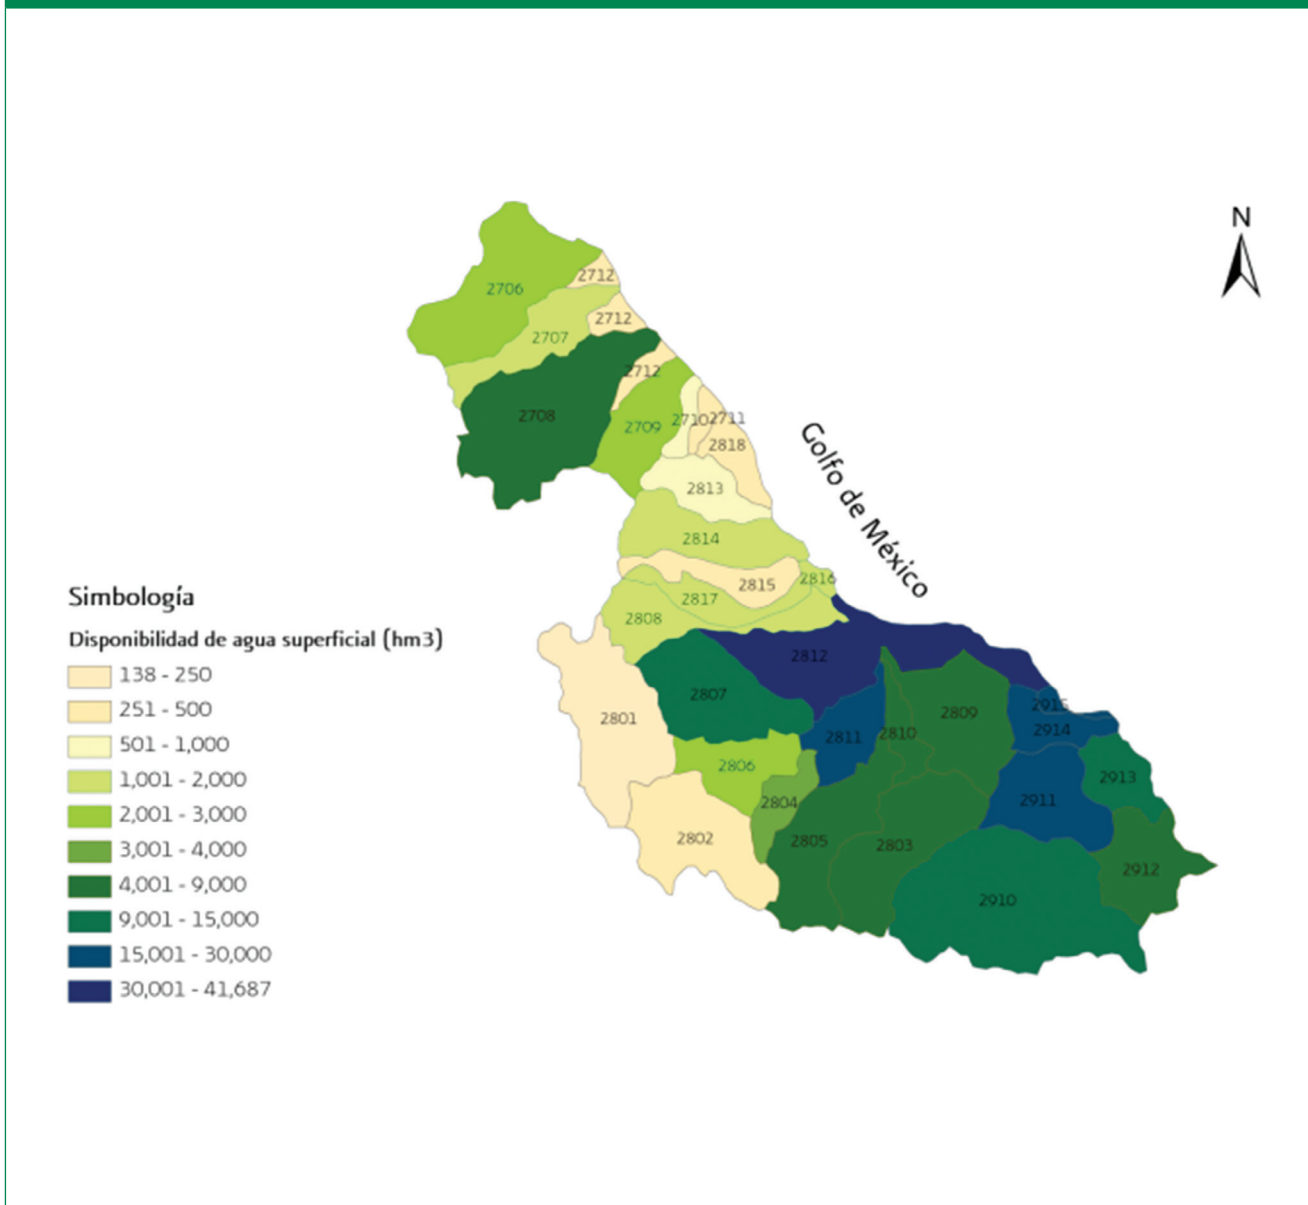 N
2706
2712
2712
2707
2712
2708
2709
2710
2711
2818
2813
Golfo de México
2814
2815
2816
2817
2808
2812
2807
2801
2811
2810
2809
2915
2914
2806
2804
2911
2913
2802
2805
2803
2912
2910
Simbología
Disponibilidad de agua superficial (hm3)
138 - 250
251 - 500
501 - 1,000
1,001 - 2,000
2,001 - 3,000
3,001 - 4,000
4,001 - 9,000
9,001 - 15,000
15,001 - 30,000
30,001 - 41,687